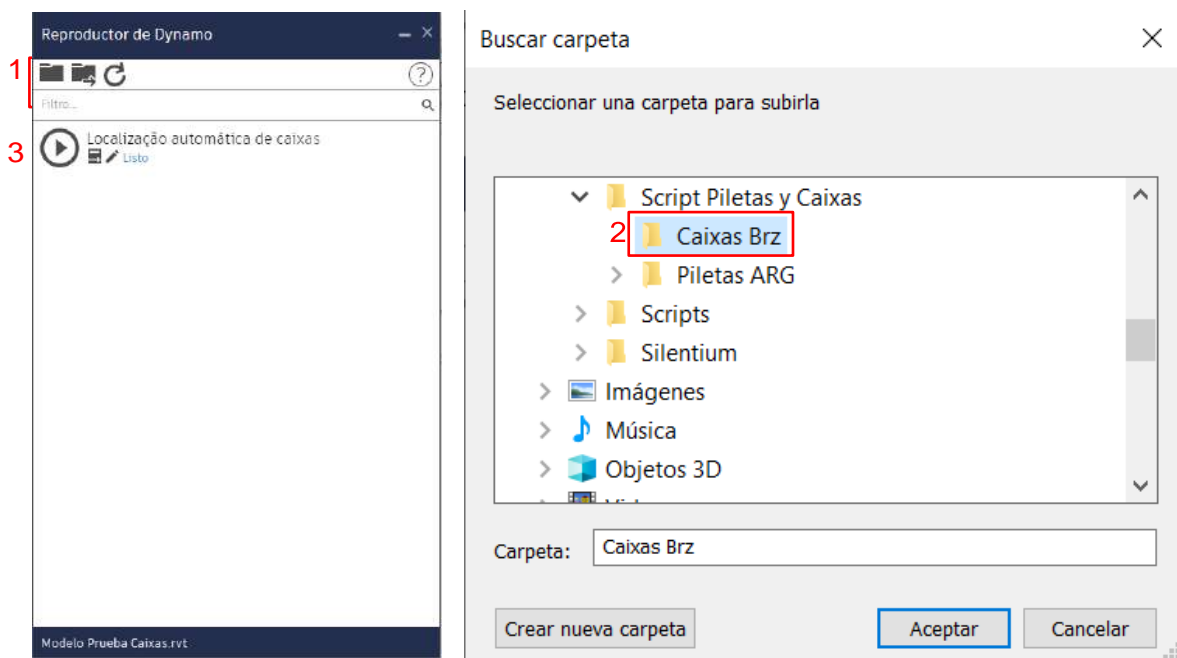 Reproductor de Dynamo
1
Filtro...
3
Localização automática de caixas
Listo
Modelo Prueba Caixas.rvt
Buscar carpeta
Seleccionar una carpeta para subirla
Script Piletas y Caixas
2
Caixas Brz
Piletas ARG
Scripts
Silentium
Imágenes
Música
Objetos 3D
Carpeta:
Caixas Brz
Crear nueva carpeta
Aceptar
Cancelar